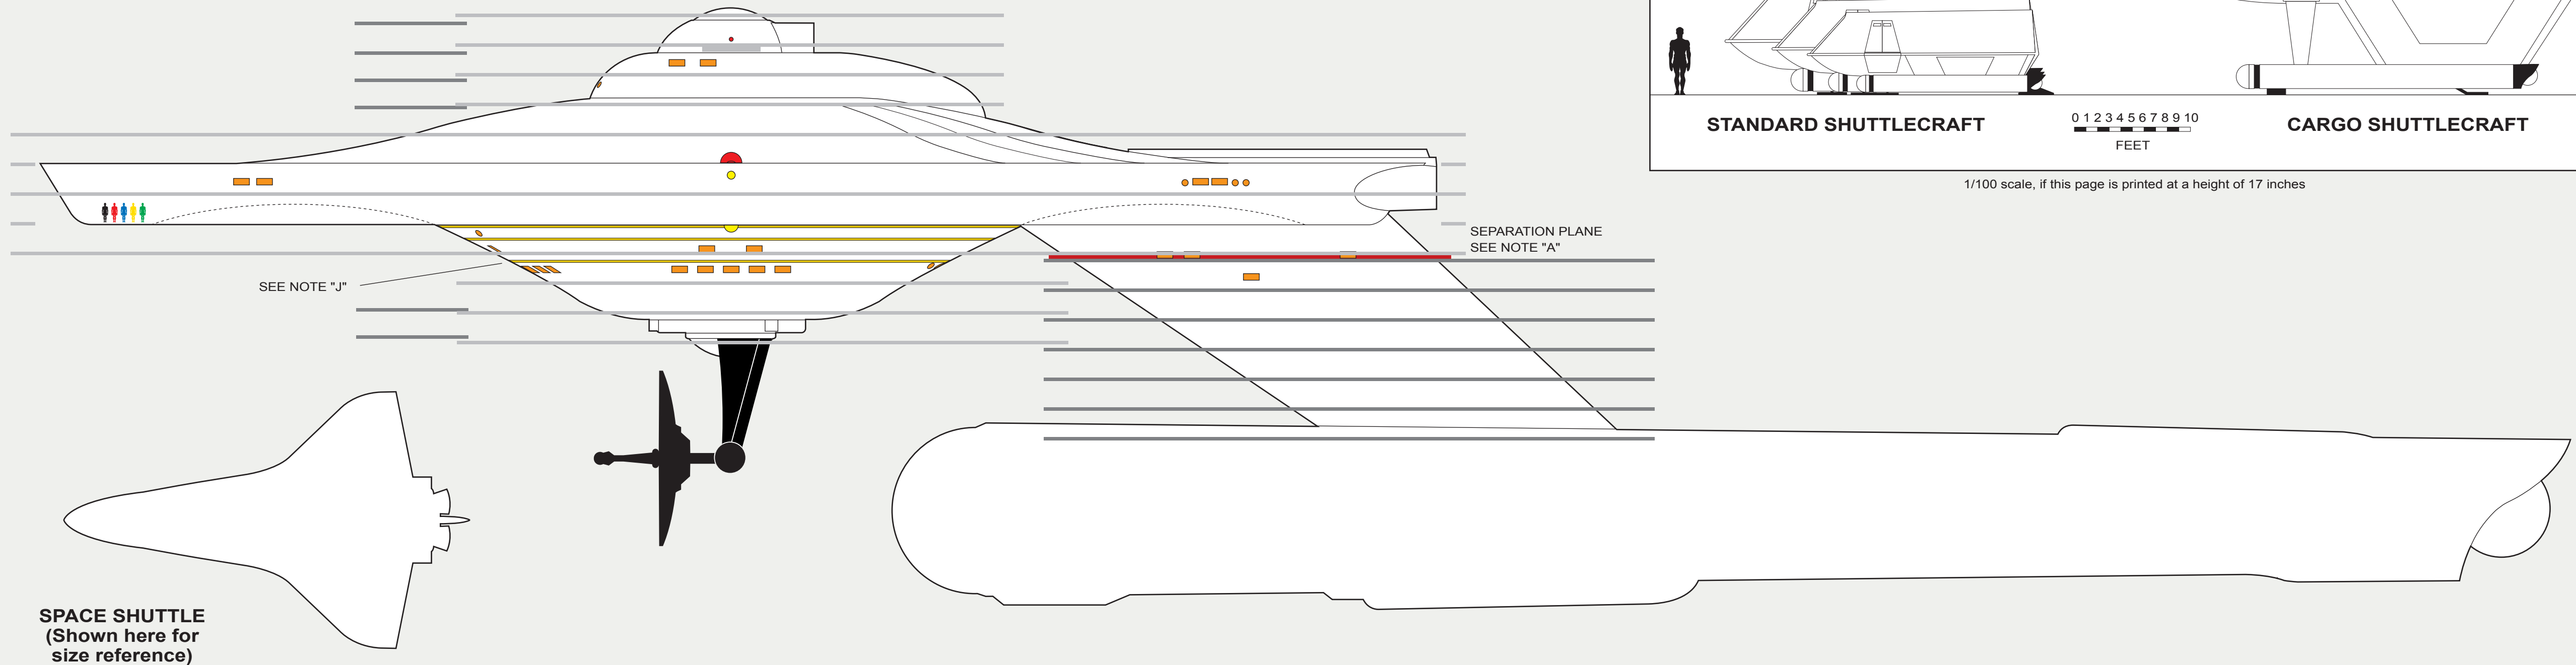 STANDARD SHUTTLECRAFT
0 1 2 3 4 5 6 7 8 9 10
FEET
CARGO SHUTTLECRAFT
1/100 scale, if this page is printed at a height of 17 inches
SEPARATION PLANE
SEE NOTE "A"
SEE NOTE "J"
SPACE SHUTTLE
(Shown here for
size reference)